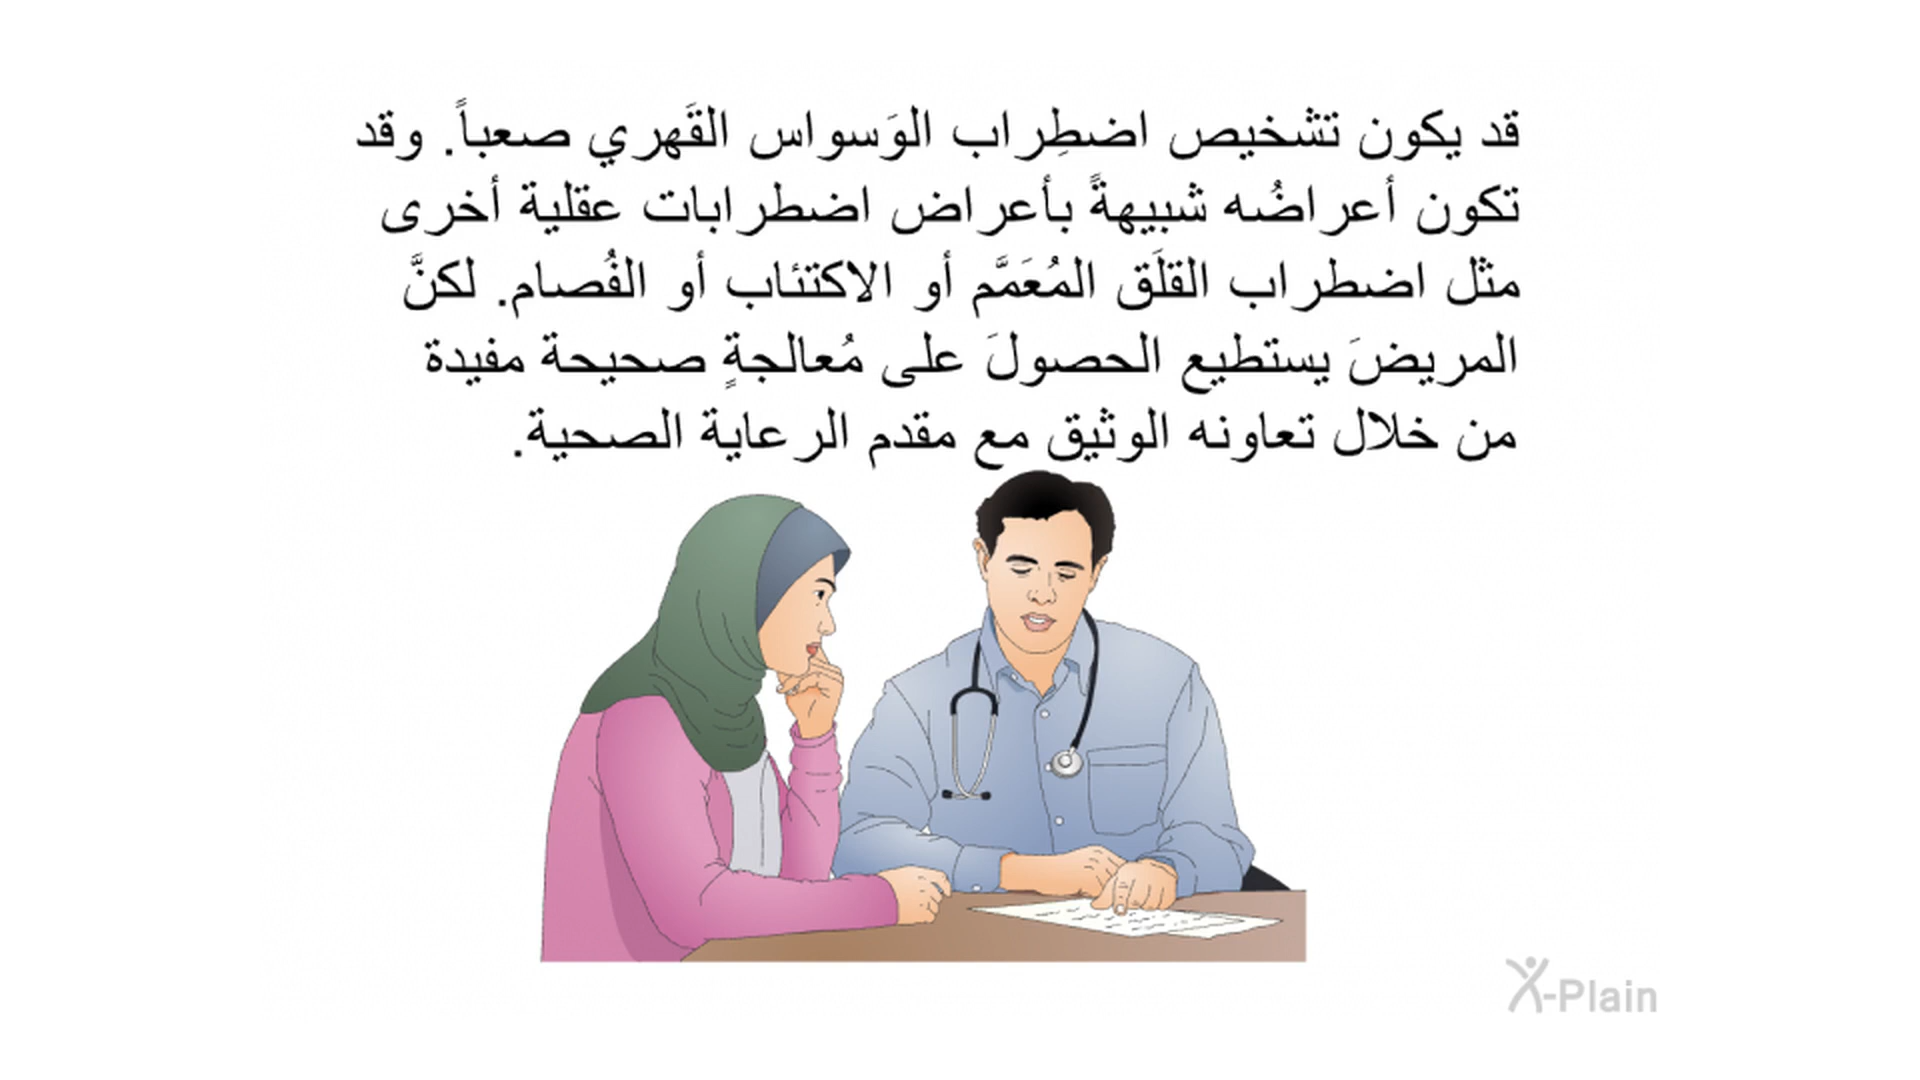 قد يكون تشخيص اضطِراب الوَسواس القَهري صعباً. وقد
تكون أعراضُه شبيهةً بأعراض اضطرابات عقلية أخرى
مثل اضطراب القلَق المُعَمَّم أو الاكتئاب أو الفُصام. لكنَّ
المريضَ يستطيع الحصولَ على مُعالجةٍ صحيحة مفيدة
من خلال تعاونه الوثيق مع مقدم الرعاية الصحية.
X-Plain